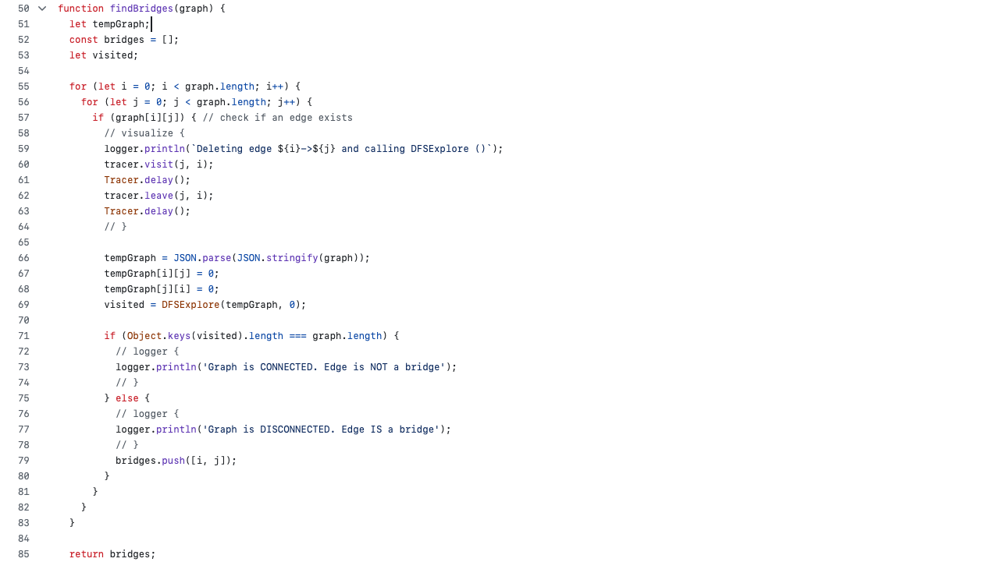 50 function findBridges(graph) {
51 let tempGraph;
52 const bridges = [];
53 let visited;
54
55 for (let i = 0; i < graph.length; i++) {
56 for (let j = 0; j < graph.length; j++) {
57 if (graph[i][j]) { // check if an edge exists
58 // visualize {
59 logger.println(`Deleting edge ${i}->${j} and calling DFSExplore ()`);
60 tracer.visit(j, i);
61 Tracer.delay();
62 tracer.leave(j, i);
63 Tracer.delay();
64 // }
65
66 tempGraph = JSON.parse(JSON.stringify(graph));
67 tempGraph[i][j] = 0;
68 tempGraph[j][i] = 0;
69 visited = DFSExplore(tempGraph, 0);
70
71 if (Object.keys(visited).length === graph.length) {
72 // logger {
73 logger.println('Graph is CONNECTED. Edge is NOT a bridge');
74 // }
75 } else {
76 // logger {
77 logger.println('Graph is DISCONNECTED. Edge IS a bridge');
78 // }
79 bridges.push([i, j]);
80 }
81 }
82 }
83 }
84
85 return bridges;